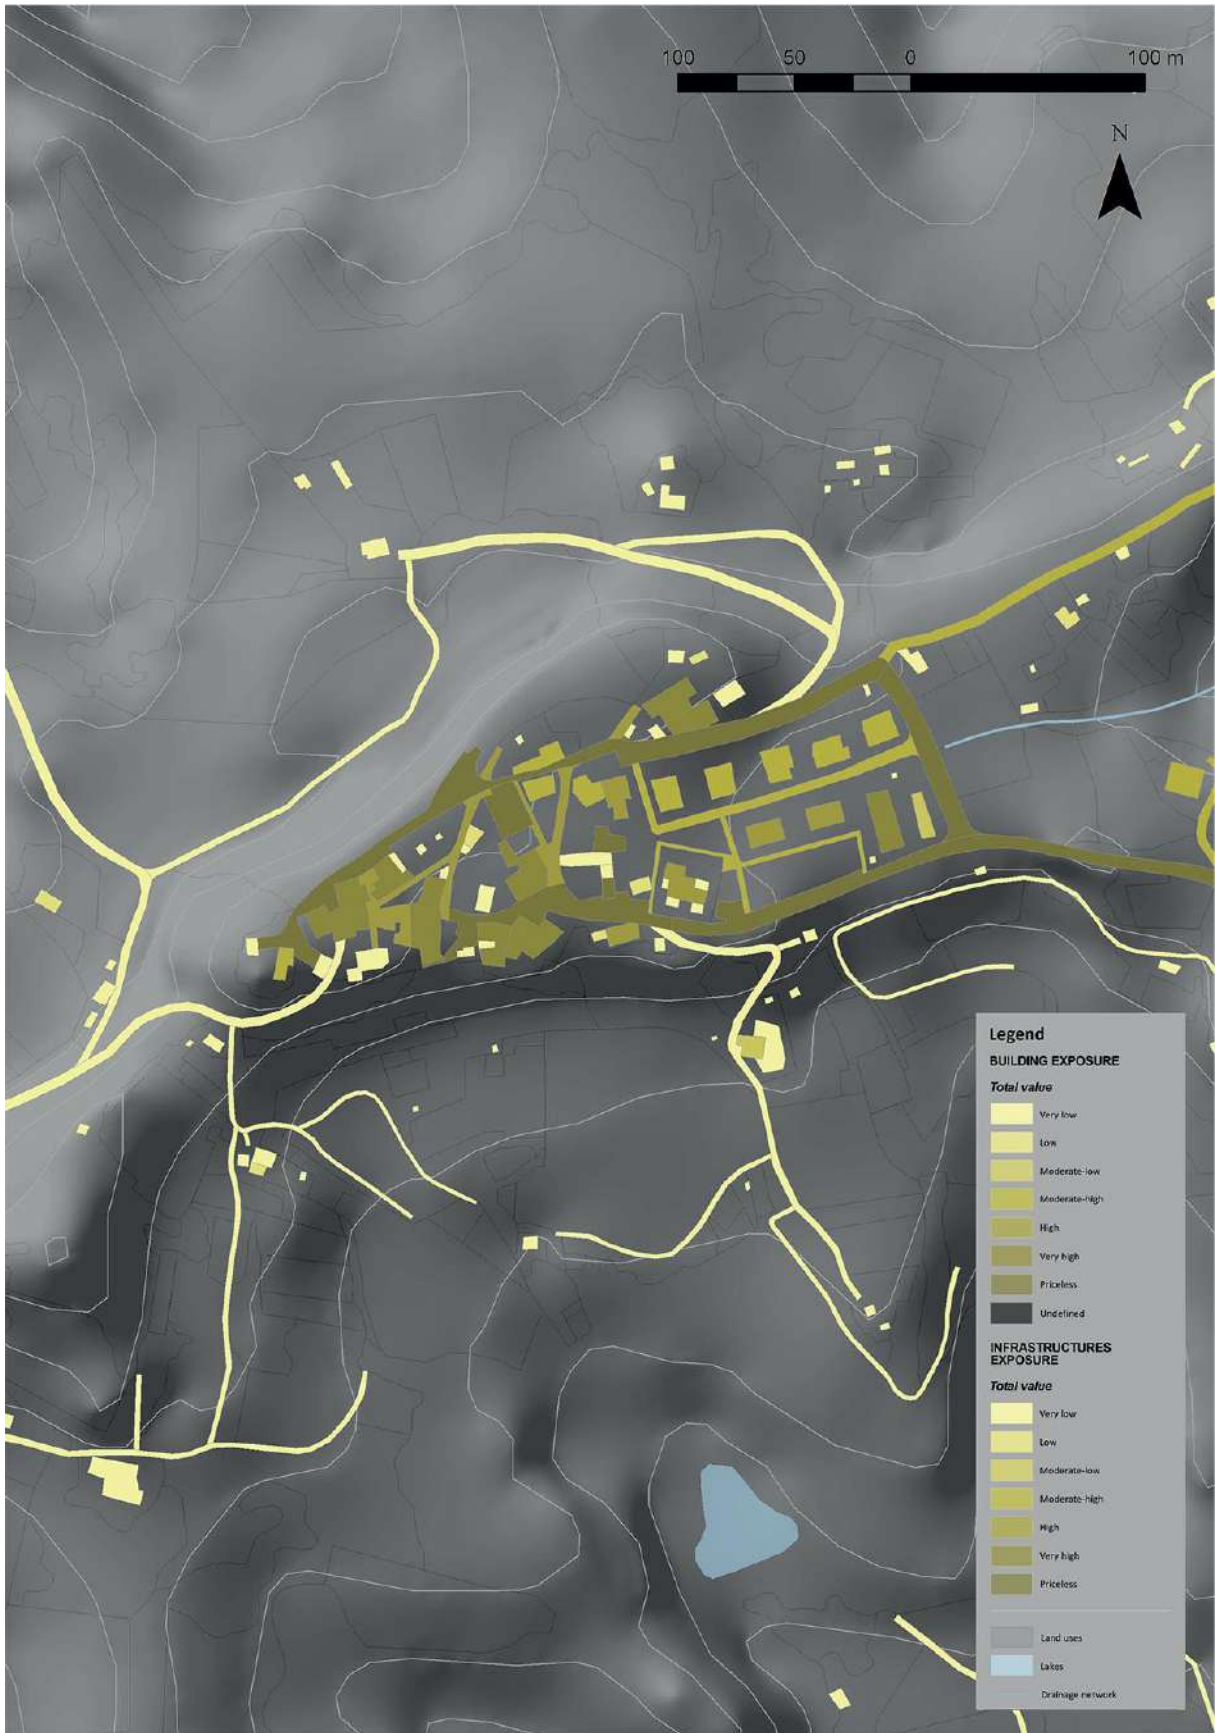 100 50 0 100 m
N
Legend
BUILDING EXPOSURE
Total value
Very low
Low
Moderate-low
Moderate-high
High
Very high
Priceless
Undefined
INFRASTRUCTURES
EXPOSURE
Total value
Very low
Low
Moderate-low
Moderate-high
High
Very high
Priceless
Land uses
Lakes
Drainage network